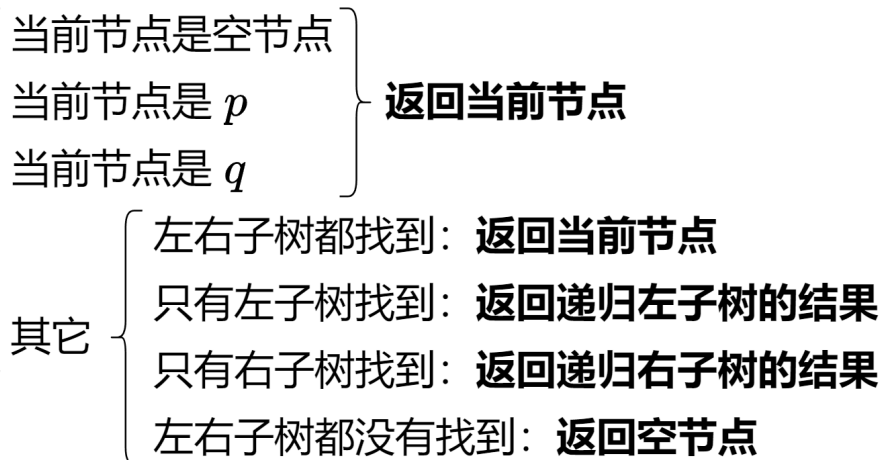 当前节点是空节点
当前节点是 p
返回当前节点
当前节点是 q
左右子树都找到：返回当前节点
只有左子树找到：返回递归左子树的结果
其它
只有右子树找到：返回递归右子树的结果
左右子树都没有找到：返回空节点